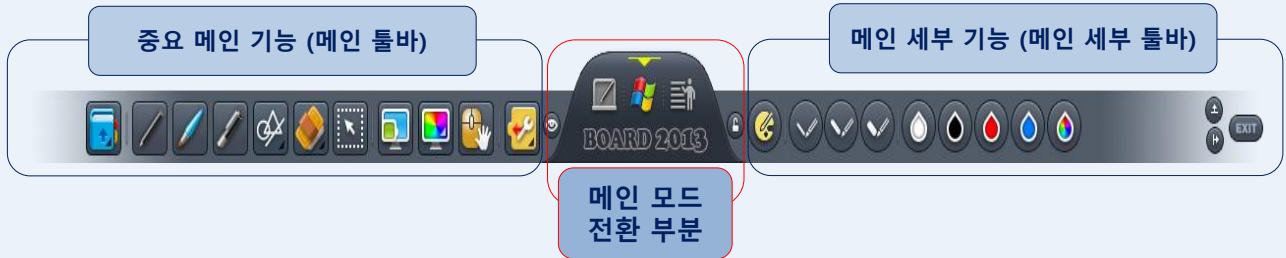 중요 메인 기능 (메인 툴바)
메인 세부 기능 (메인 세부 툴바)
BOARD 2013
EXIT
메인 모드
전환 부분